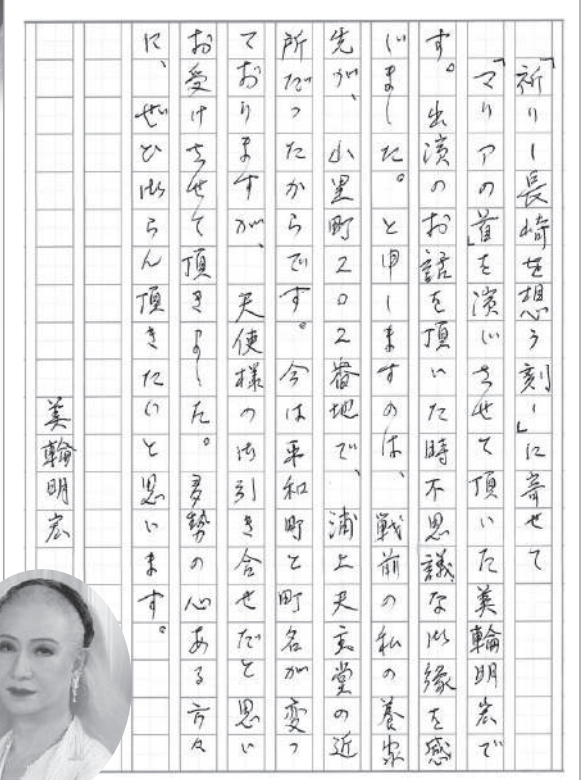 「祈りー長崎を想う刻ー」に寄せて
「マリアの首」を演じさせて頂いた美輪明宏で
す。出演のお話を頂いた時不思議な御縁を感
じました。と申しますのは、戦前の私の養家
先が、山里町202番地で、浦上天主堂の近
所だったからです。今は平和町と町名が変っ
ておりますが、天使様の御引き合せだと思い
お受けさせて頂きました。多勢の心ある方々
に、ぜひ御らん頂きたいと思います。
美輪明宏